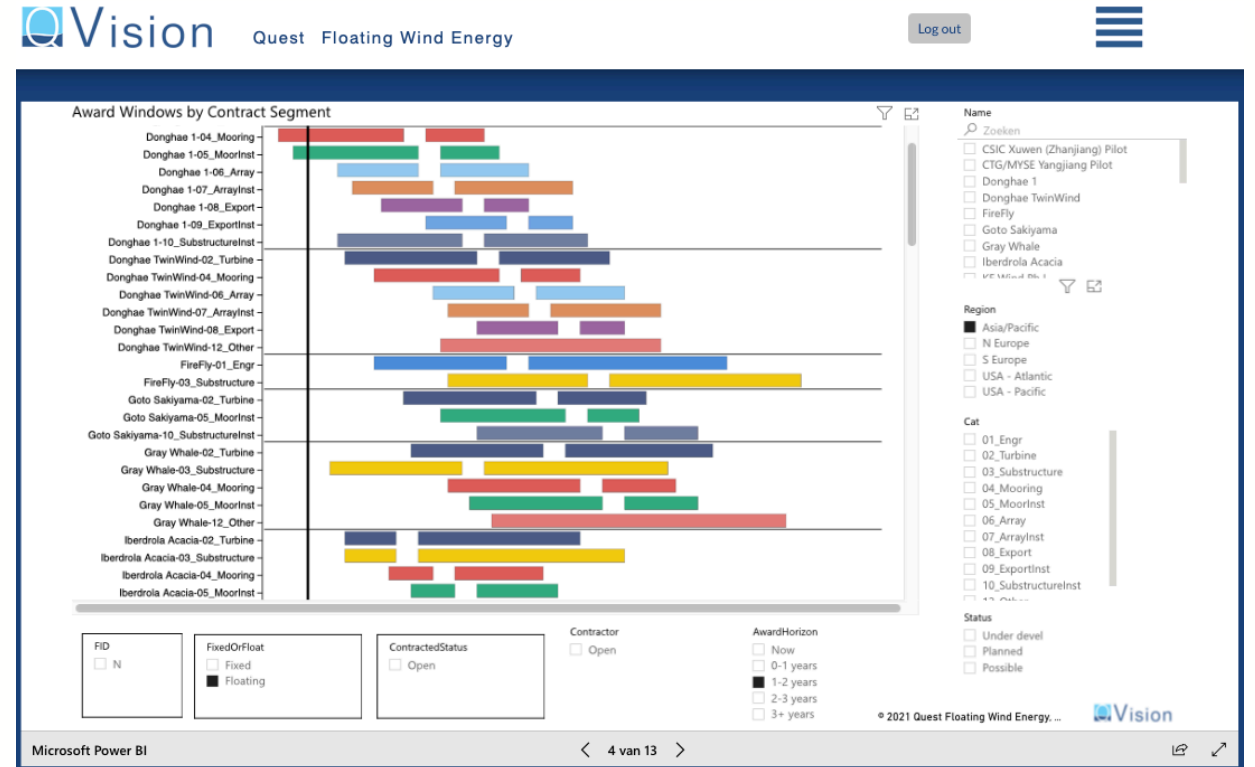 QVision Quest Floating Wind Energy
Log out
Award Windows by Contract Segment
Donghae 1-04_Mooring
Donghae 1-05_MoorInst
Donghae 1-06_Array
Donghae 1-07_ArrayInst
Donghae 1-08_Export
Donghae 1-09_ExportInst
Donghae 1-10_SubstructureInst
Donghae TwinWind-02_Turbine
Donghae TwinWind-04_Mooring
Donghae TwinWind-06_Array
Donghae TwinWind-07_ArrayInst
Donghae TwinWind-08_Export
Donghae TwinWind-12_Other
FireFly-01_Engr
FireFly-03_Substructure
Goto Sakiyama-02_Turbine
Goto Sakiyama-05_MoorInst
Goto Sakiyama-10_SubstructureInst
Gray Whale-02_Turbine
Gray Whale-03_Substructure
Gray Whale-04_Mooring
Gray Whale-05_MoorInst
Gray Whale-12_Other
Iberdrola Acacia-02_Turbine
Iberdrola Acacia-03_Substructure
Iberdrola Acacia-04_Mooring
Iberdrola Acacia-05_MoorInst
Name
Zoeken
CSIC Xuwen (Zhanjiang) Pilot
CTG/MYSE Yangjiang Pilot
Donghae 1
Donghae TwinWind
FireFly
Goto Sakiyama
Gray Whale
Iberdrola Acacia
Region
Asia/Pacific
N Europe
S Europe
USA - Atlantic
USA - Pacific
Cat
01_Engr
02_Turbine
03_Substructure
04_Mooring
05_MoorInst
06_Array
07_ArrayInst
08_Export
09_ExportInst
10_SubstructureInst
Status
Under devel
Planned
Possible
FID
N
FixedOrFloat
Fixed
Floating
ContractedStatus
Open
Contractor
Open
AwardHorizon
Now
0-1 years
1-2 years
2-3 years
3+ years
© 2021 Quest Floating Wind Energy, ...
QVision
Microsoft Power BI
4 van 13